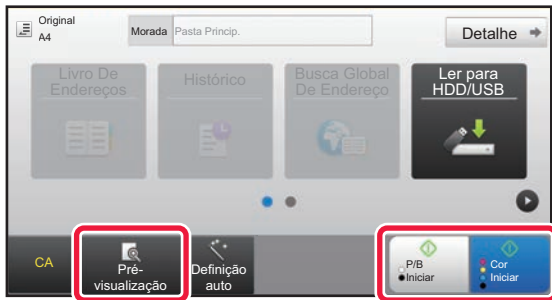 Original
A4
Morada
Pasta Princip.
Detalhe
Livro De
Endereços
Histórico
Busca Global
De Endereço
Ler para
HDD/USB
CA
Pré-
visualização
Definição
auto
P/B
Iniciar
Cor
Iniciar